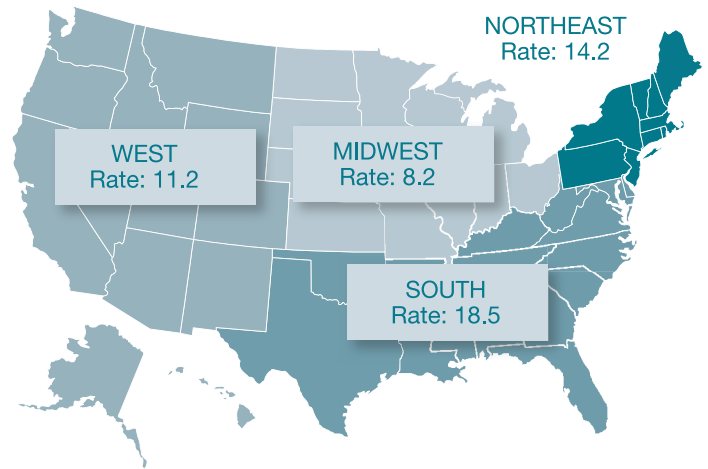 NORTHEAST
Rate: 14.2
WEST
Rate: 11.2
MIDWEST
Rate: 8.2
SOUTH
Rate: 18.5